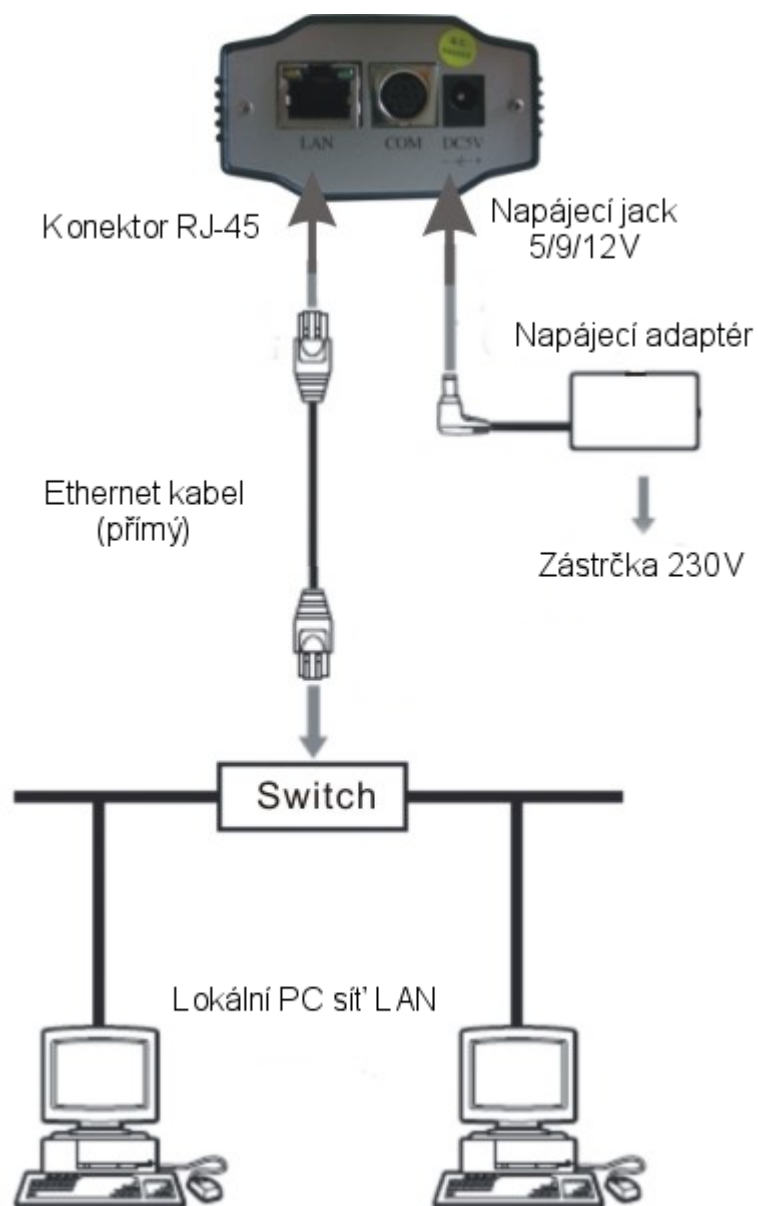 LAN COM DC5V
Konektor RJ-45
Napájecí jack
5/9/12V
Napájecí adaptér
Ethernet kabel
(přímý)
Zástrčka 230V
Switch
Lokální PC síť LAN